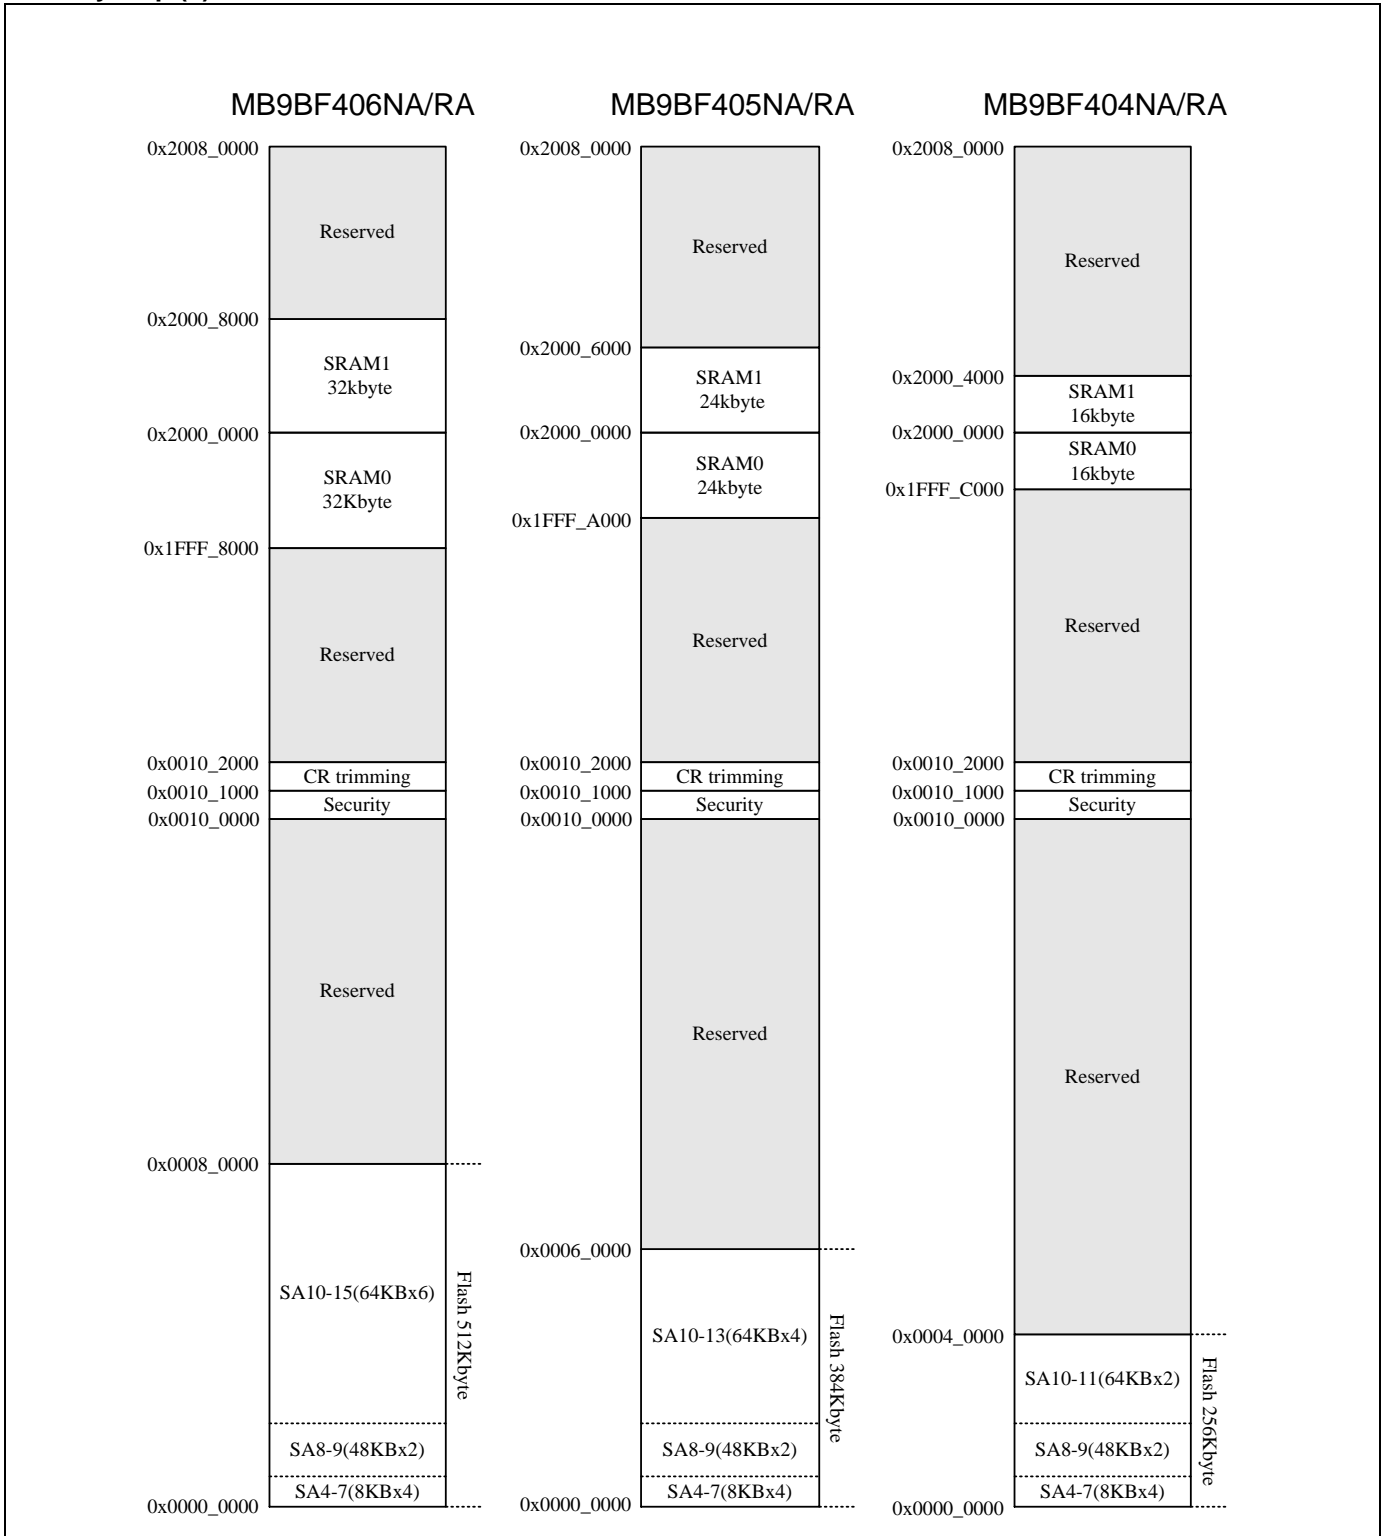 MB9BF406NA/RA
0x2008_0000
Reserved
0x2000_8000
SRAM1
32kbyte
0x2000_0000
SRAM0
32Kbyte
0x1FFF_8000
Reserved
0x0010_2000
CR trimming
0x0010_1000
Security
0x0010_0000
Reserved
0x0008_0000
SA10-15(64KBx6)
Flash 512Kbyte
SA8-9(48KBx2)
SA4-7(8KBx4)
0x0000_0000
MB9BF405NA/RA
0x2008_0000
Reserved
0x2000_6000
SRAM1
24kbyte
0x2000_0000
SRAM0
24kbyte
0x1FFF_A000
Reserved
0x0010_2000
CR trimming
0x0010_1000
Security
0x0010_0000
Reserved
0x0006_0000
SA10-13(64KBx4)
Flash 384Kbyte
SA8-9(48KBx2)
SA4-7(8KBx4)
0x0000_0000
MB9BF404NA/RA
0x2008_0000
Reserved
0x2000_4000
SRAM1
16kbyte
0x2000_0000
SRAM0
16kbyte
0x1FFF_C000
Reserved
0x0010_2000
CR trimming
0x0010_1000
Security
0x0010_0000
Reserved
0x0004_0000
SA10-11(64KBx2)
Flash 256Kbyte
SA8-9(48KBx2)
SA4-7(8KBx4)
0x0000_0000